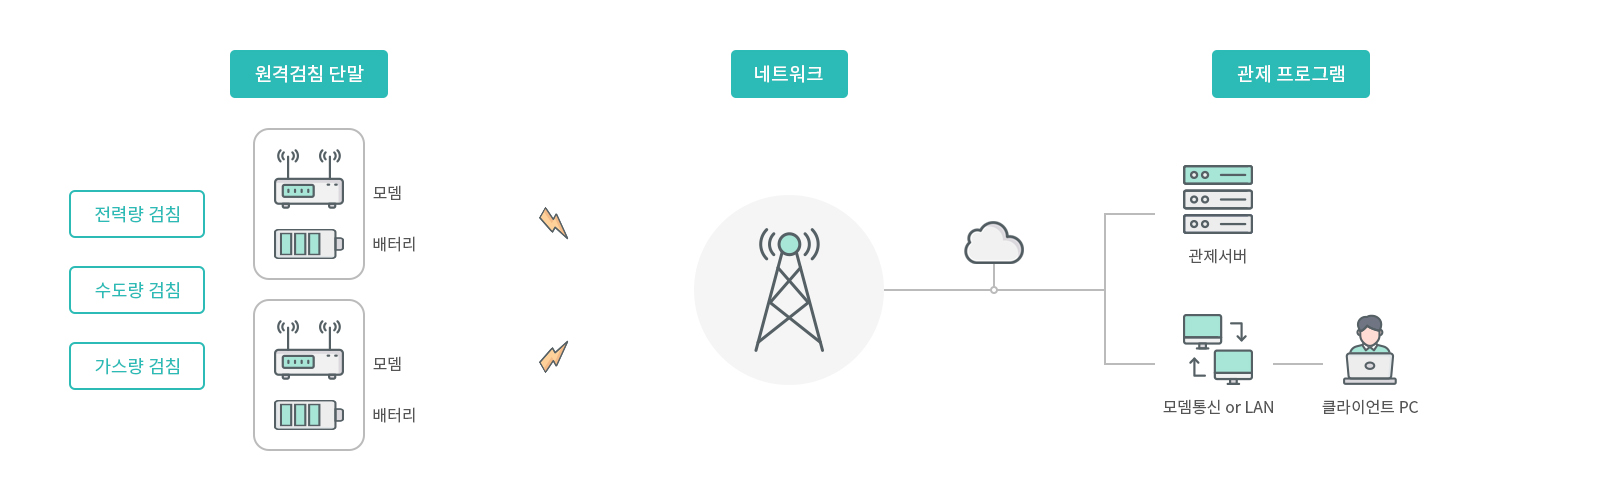 원격검침 단말
네트워크
관제 프로그램
전력량 검침
수도량 검침
가스량 검침
모뎀
배터리
모뎀
배터리
관제서버
모뎀통신 or LAN
클라이언트 PC